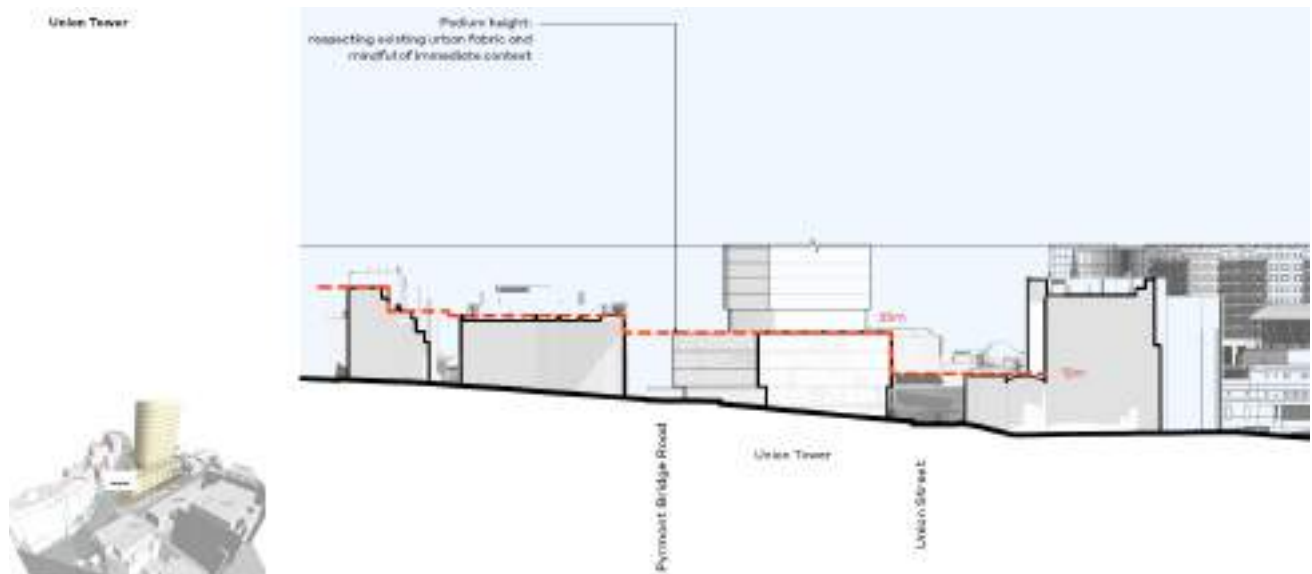 Union Tower
Podium height:
respecting existing urban fabric and
mindful of immediate context
Pyrmont Bridge Road
Union Tower
Union Street